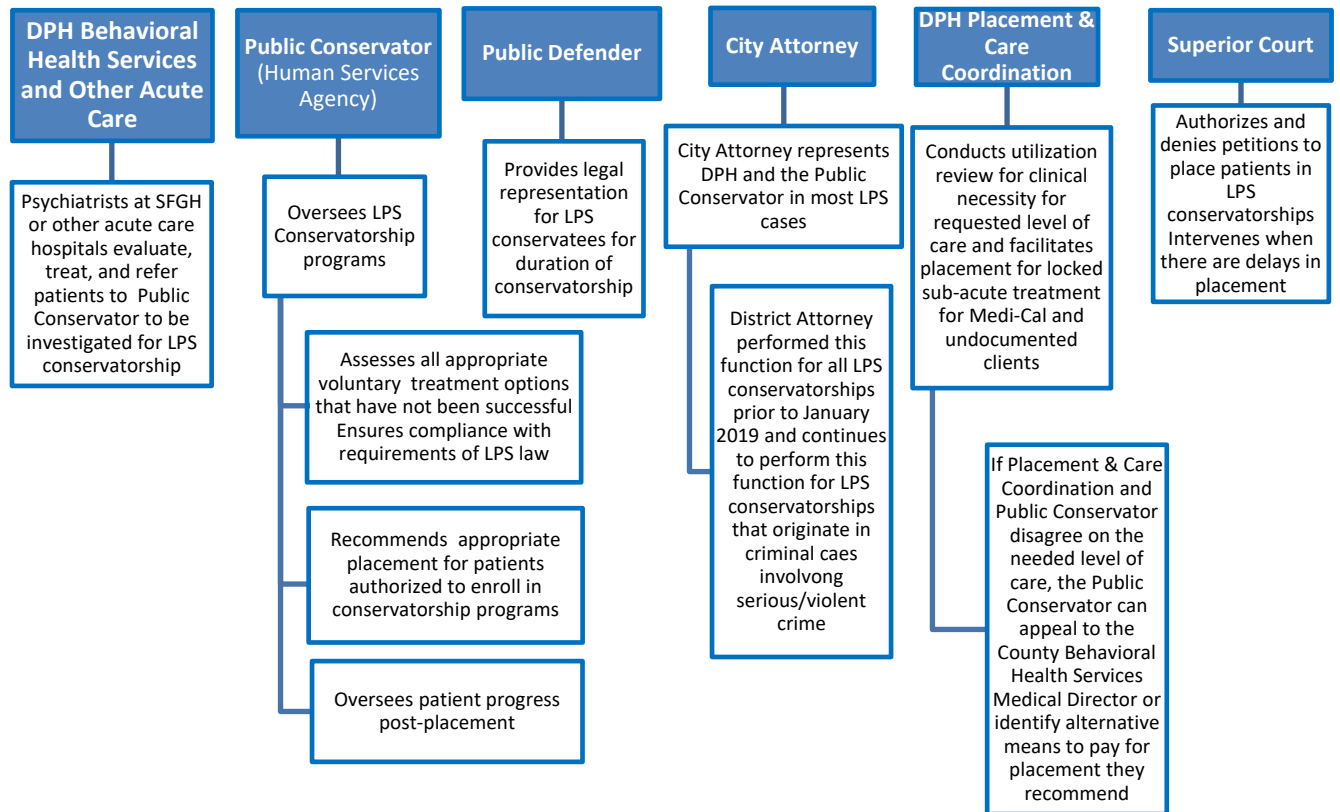 DPH Behavioral
Health Services
and Other Acute
Care
Psychiatrists at SFGH
or other acute care
hospitals evaluate,
treat, and refer
patients to Public
Conservator to be
investigated for LPS
conservatorship
Public Conservator
(Human Services
Agency)
Oversees LPS
Conservatorship
programs
Assesses all appropriate
voluntary treatment options
that have not been successful
Ensures compliance with
requirements of LPS law
Recommends appropriate
placement for patients
authorized to enroll in
conservatorship programs
Oversees patient progress
post-placement
Public Defender
Provides legal
representation
for LPS
conservatees for
duration of
conservatorship
City Attorney
City Attorney represents
DPH and the Public
Conservator in most LPS
cases
District Attorney
performed this
function for all LPS
conservatorships
prior to January
2019 and continues
to perform this
function for LPS
conservatorships
that originate in
criminal caes
involvong
serious/violent
crime
DPH Placement &
Care
Coordination
Conducts utilization
review for clinical
necessity for
requested level of
care and facilitates
placement for locked
sub-acute treatment
for Medi-Cal and
undocumented
clients
If Placement & Care
Coordination and
Public Conservator
disagree on the
needed level of
care, the Public
Conservator can
appeal to the
County Behavioral
Health Services
Medical Director or
identify alternative
means to pay for
placement they
recommend
Superior Court
Authorizes and
denies petitions to
place patients in
LPS
conservatorships
Intervenes when
there are delays in
placement